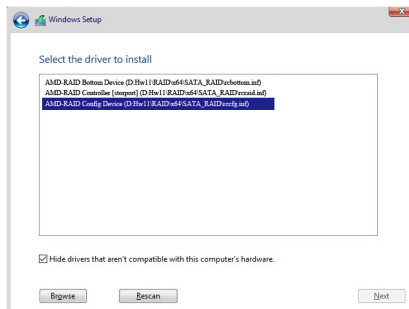 Windows Setup
Select the driver to install
AMD-RAID Bottom Device (D:Hw11\RAID\x64\SATA_RAID\rcbottom.inf)
AMD-RAID Controller [storport] (D:Hw11\RAID\x64\SATA_RAID\rcraid.inf)
AMD-RAID Config Device (D:Hw11\RAID\x64\SATA_RAID\rccfg.inf)
Hide drivers that aren't compatible with this computer's hardware.
Browse
Rescan
Next